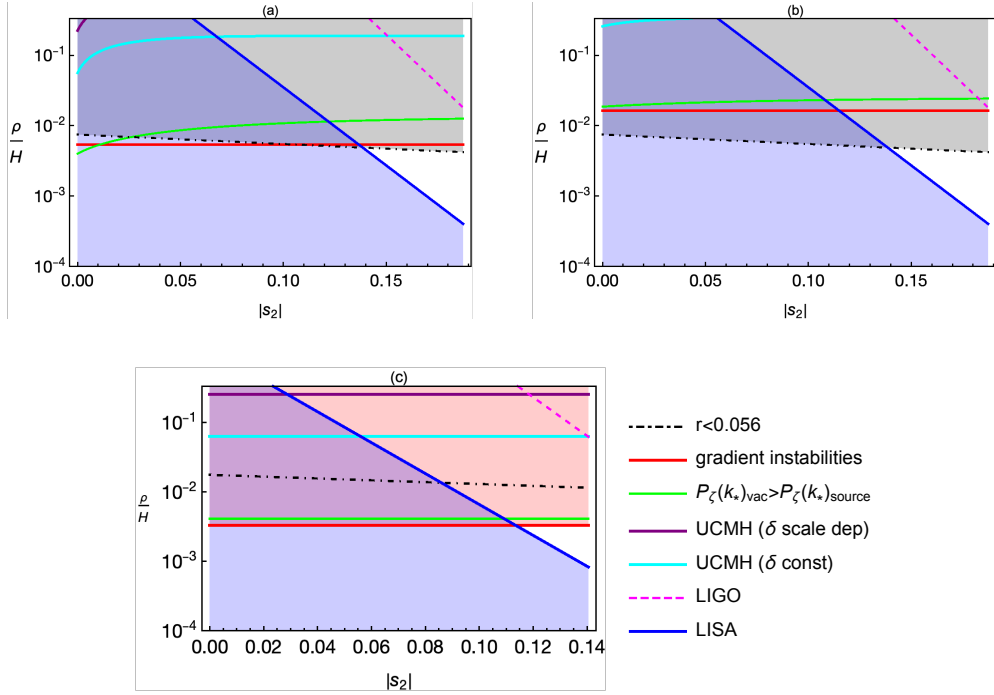 (a)
10⁻¹
10⁻²
ρ/H
10⁻³
10⁻⁴
0.00 0.05 0.10 0.15
|s₂|
(b)
10⁻¹
10⁻²
ρ/H
10⁻³
10⁻⁴
0.00 0.05 0.10 0.15
|s₂|
(c)
10⁻¹
10⁻²
ρ/H
10⁻³
10⁻⁴
0.00 0.02 0.04 0.06 0.08 0.10 0.12 0.14
|s₂|
r<0.056
gradient instabilities
P_ζ(k_*)_vac>P_ζ(k_*)_source
UCMH (δ scale dep)
UCMH (δ const)
LIGO
LISA